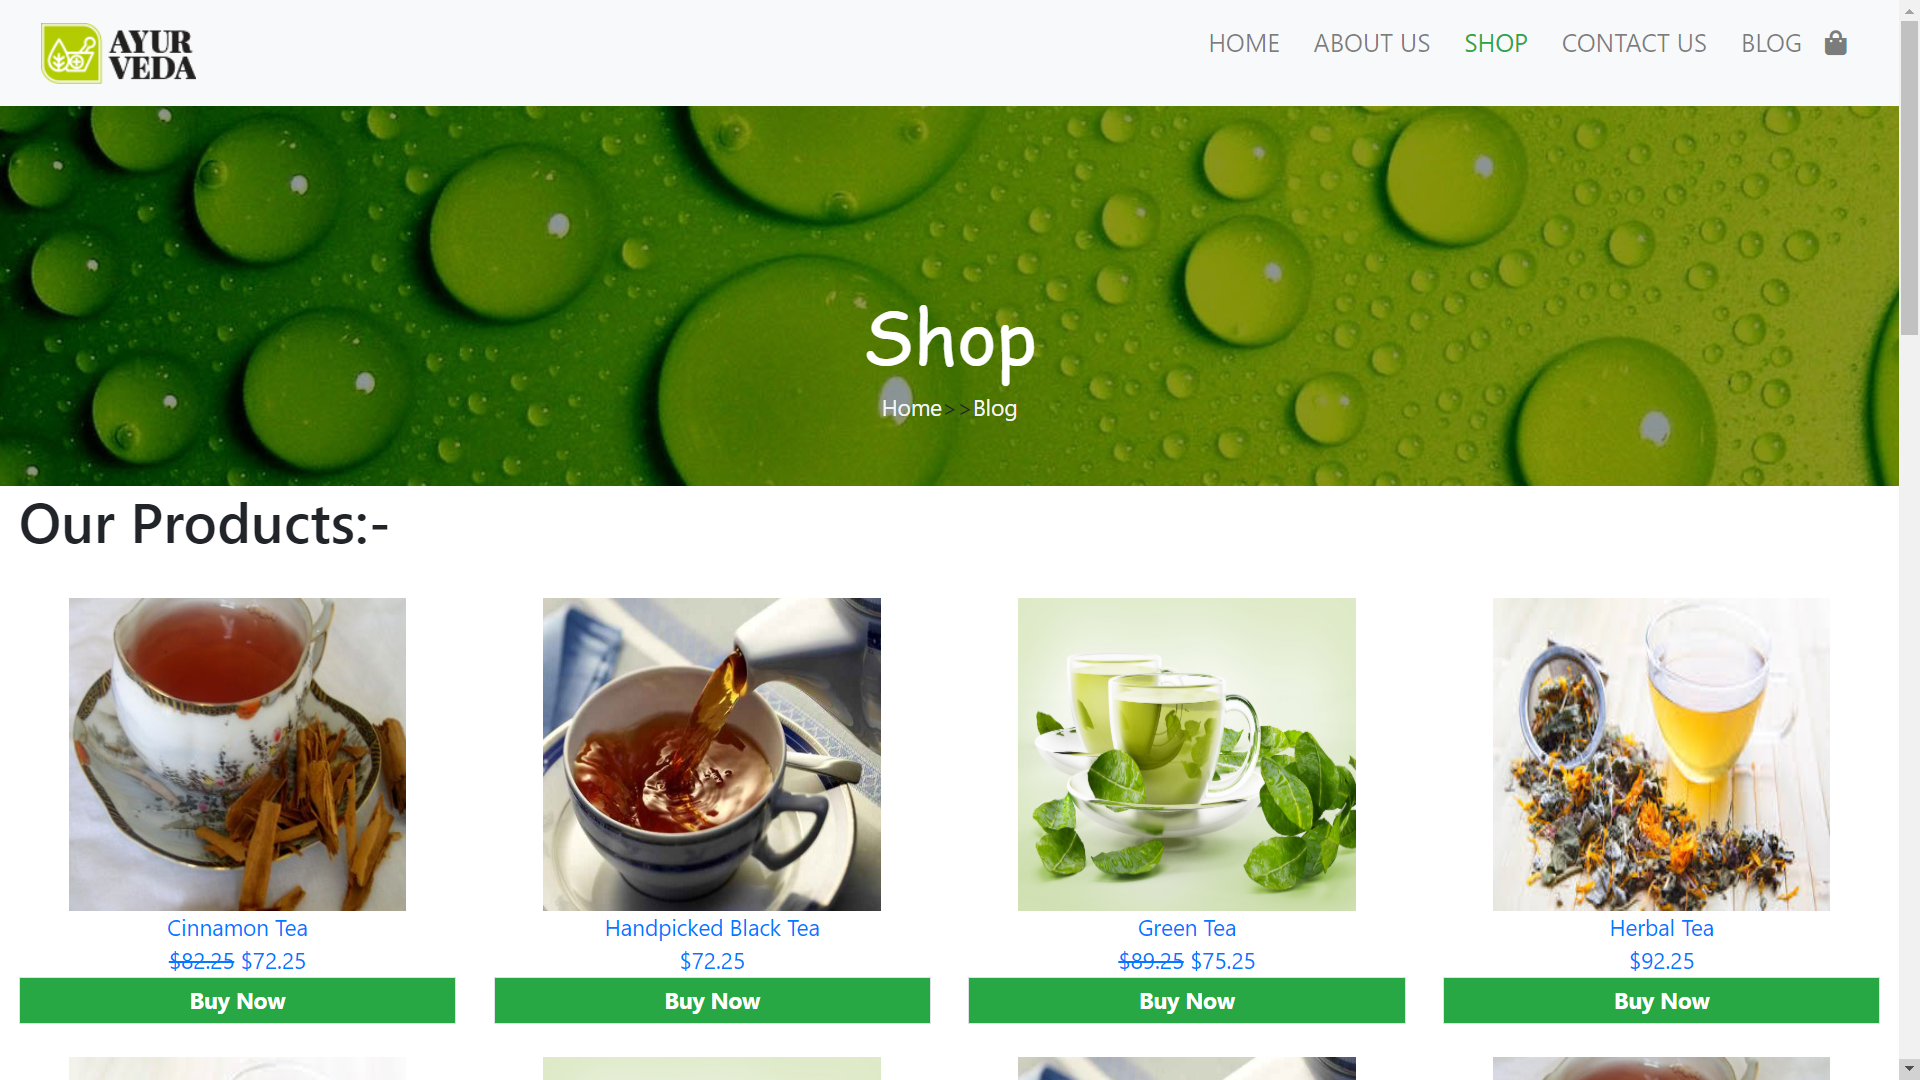 AYUR
VEDA
HOME ABOUT US SHOP CONTACT US BLOG
Shop
Home>>Blog
Our Products:-
Cinnamon Tea
$82.25 $72.25
Buy Now
Handpicked Black Tea
$72.25
Buy Now
Green Tea
$89.25 $75.25
Buy Now
Herbal Tea
$92.25
Buy Now